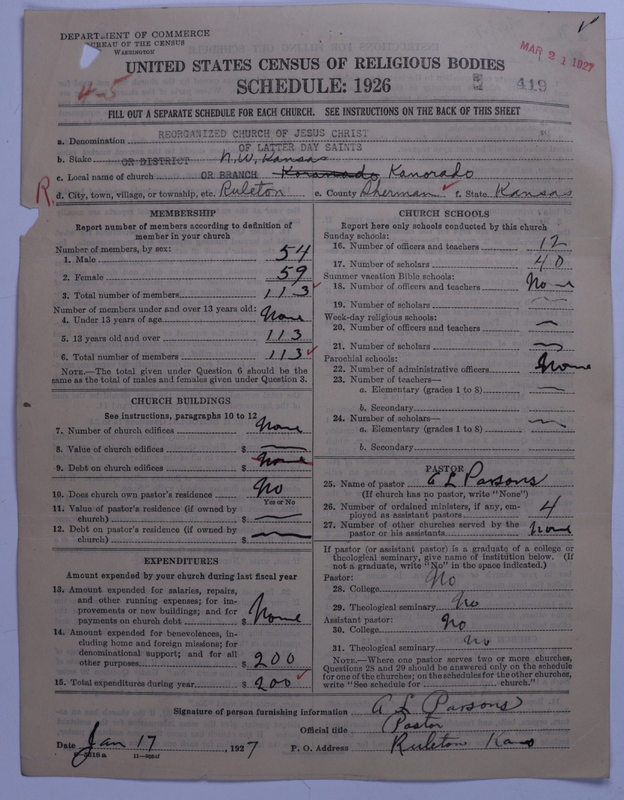 DEPARTMENT OF COMMERCE
BUREAU OF THE CENSUS
WASHINGTON
MAR 21 1927
UNITED STATES CENSUS OF RELIGIOUS BODIES
4-5
SCHEDULE: 1926
419
FILL OUT A SEPARATE SCHEDULE FOR EACH CHURCH. SEE INSTRUCTIONS ON THE BACK OF THIS SHEET
a. Denomination REORGANIZED CHURCH OF JESUS CHRIST
OF LATTER DAY SAINTS
b. Stake OR DISTRICT N.W. Kansas
c. Local name of church OR BRANCH Koramado Kanorado
R.
d. City, town, village, or township, etc. Ruleton e. County Sherman f. State Kansas
MEMBERSHIP
Report number of members according to definition of
member in your church
Number of members, by sex:
1. Male 54
2. Female 59
3. Total number of members 113
Number of members under and over 13 years old:
4. Under 13 years of age None
5. 13 years old and over 113
6. Total number of members 113
NOTE.—The total given under Question 6 should be the
same as the total of males and females given under Question 3.
CHURCH BUILDINGS
See instructions, paragraphs 10 to 12
7. Number of church edifices None
8. Value of church edifices $
9. Debt on church edifices $ None
10. Does church own pastor's residence No
Yes or No
11. Value of pastor's residence (if owned by
church) $
12. Debt on pastor's residence (if owned by
church) $
EXPENDITURES
Amount expended by your church during last fiscal year
13. Amount expended for salaries, repairs,
and other running expenses; for im-
provements or new buildings; and for
payments on church debt $ None
14. Amount expended for benevolences, in-
cluding home and foreign missions; for
denominational support; and for all
other purposes $ 200
15. Total expenditures during year $ 200
CHURCH SCHOOLS
Report here only schools conducted by this church
Sunday schools:
16. Number of officers and teachers 12
17. Number of scholars 40
Summer vacation Bible schools:
18. Number of officers and teachers None
19. Number of scholars
Week-day religious schools:
20. Number of officers and teachers
21. Number of scholars
Parochial schools:
22. Number of administrative officers None
23. Number of teachers—
a. Elementary (grades 1 to 8)
b. Secondary
24. Number of scholars—
a. Elementary (grades 1 to 8)
b. Secondary
PASTOR
25. Name of pastor A L Parsons
(If church has no pastor, write "None")
26. Number of ordained ministers, if any, em-
ployed as assistant pastors 4
27. Number of other churches served by the
pastor or his assistants None
If pastor (or assistant pastor) is a graduate of a college or
theological seminary, give name of institution below. (If
not a graduate, write "No" in the space indicated.)
Pastor:
28. College No
29. Theological seminary No
Assistant pastor:
30. College No
31. Theological seminary No
NOTE.—Where one pastor serves two or more churches,
Questions 28 and 29 should be answered only on the schedule
for one of the churches; on the schedules for the other churches,
write "See schedule for church."
Signature of person furnishing information A L Parsons
Official title Pastor
Date Jan 17, 1927 P. O. Address Ruleton Kans